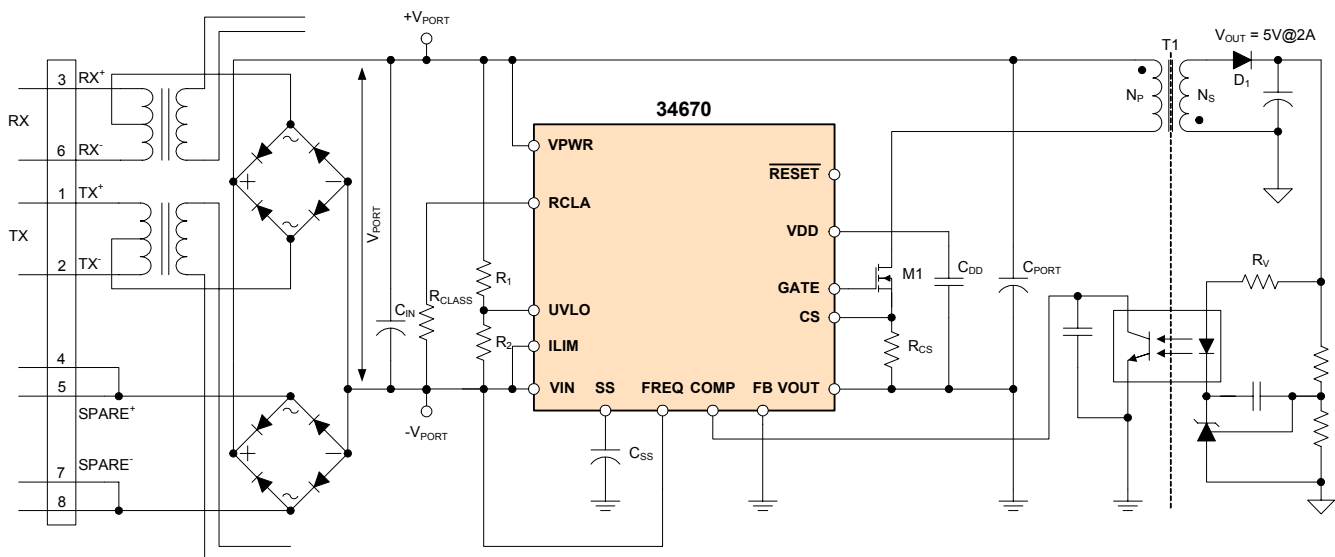 +V_PORT
T1
V_OUT = 5V@2A
D_1
3 RX+
RX
6 RX-
1 TX+
TX
2 TX-
4
5
SPARE+
7 SPARE-
8
~
+
−
~
~
+
−
~
V_PORT
C_IN
R_CLASS
R_1
R_2
-V_PORT
34670
VPWR
RCLA
UVLO
ILIM
VIN
SS
FREQ
COMP
FB
VOUT
RESET
VDD
GATE
CS
C_SS
M1
R_CS
C_DD
C_PORT
N_P
N_S
R_V